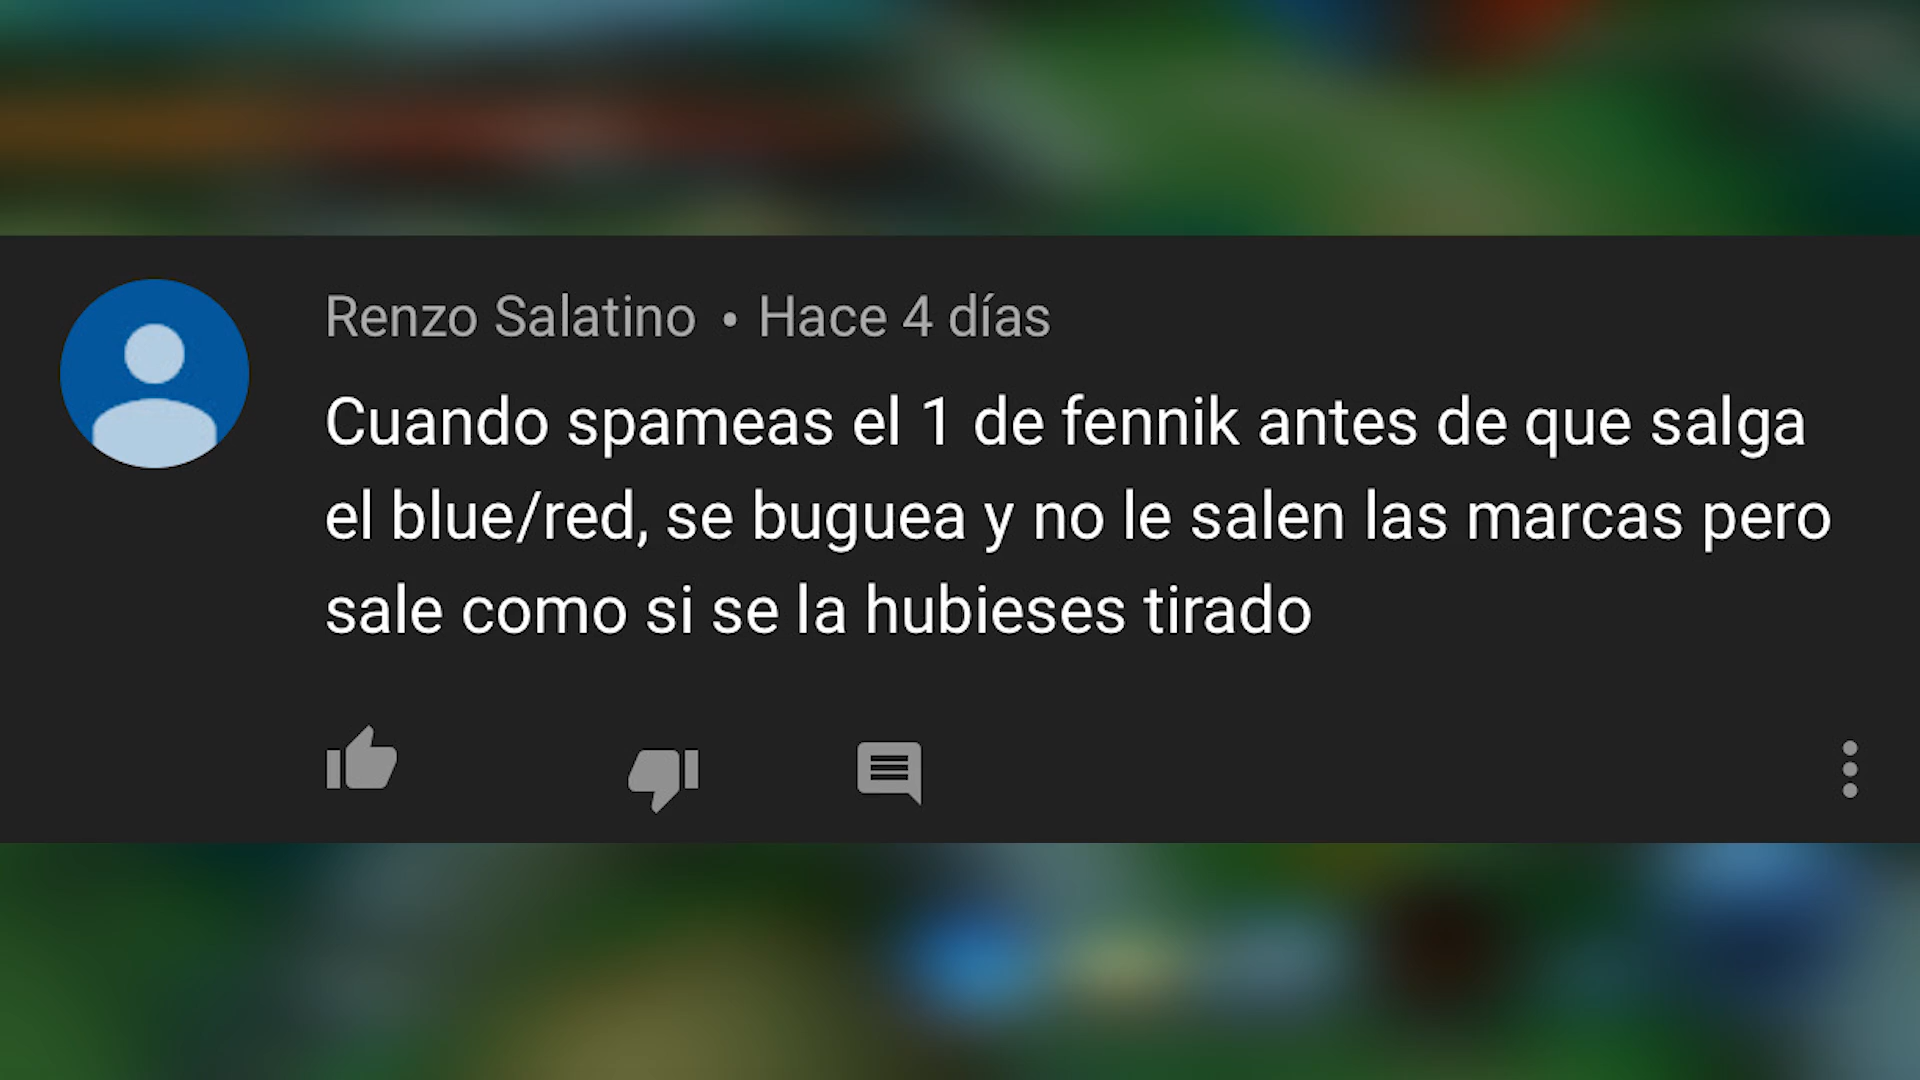 Renzo Salatino • Hace 4 días
Cuando spameas el 1 de fennik antes de que salga
el blue/red, se buguea y no le salen las marcas pero
sale como si se la hubieses tirado